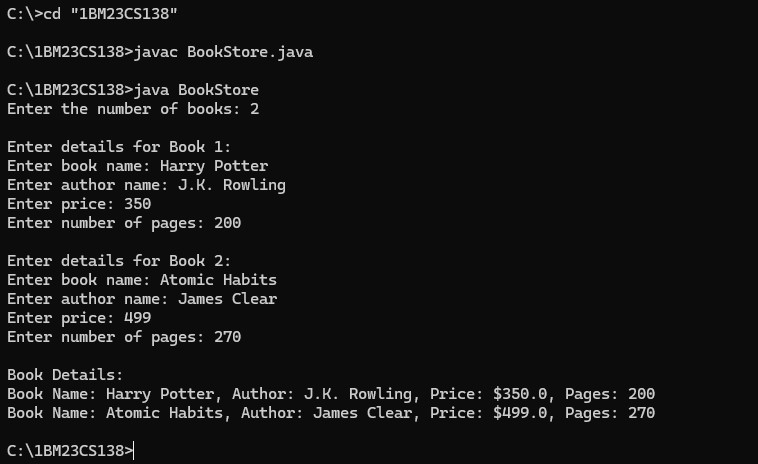 C:\>cd "1BM23CS138"
C:\1BM23CS138>javac BookStore.java
C:\1BM23CS138>java BookStore
Enter the number of books: 2
Enter details for Book 1:
Enter book name: Harry Potter
Enter author name: J.K. Rowling
Enter price: 350
Enter number of pages: 200
Enter details for Book 2:
Enter book name: Atomic Habits
Enter author name: James Clear
Enter price: 499
Enter number of pages: 270
Book Details:
Book Name: Harry Potter, Author: J.K. Rowling, Price: $350.0, Pages: 200
Book Name: Atomic Habits, Author: James Clear, Price: $499.0, Pages: 270
C:\1BM23CS138>